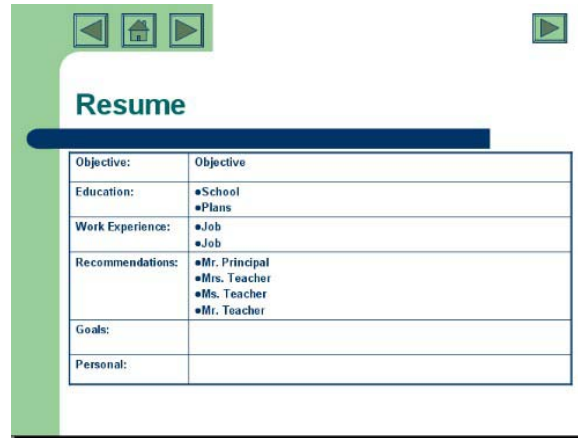 Resume
Objective: Objective
Education: •School
•Plans
Work Experience: •Job
•Job
Recommendations: •Mr. Principal
•Mrs. Teacher
•Ms. Teacher
•Mr. Teacher
Goals:
Personal: